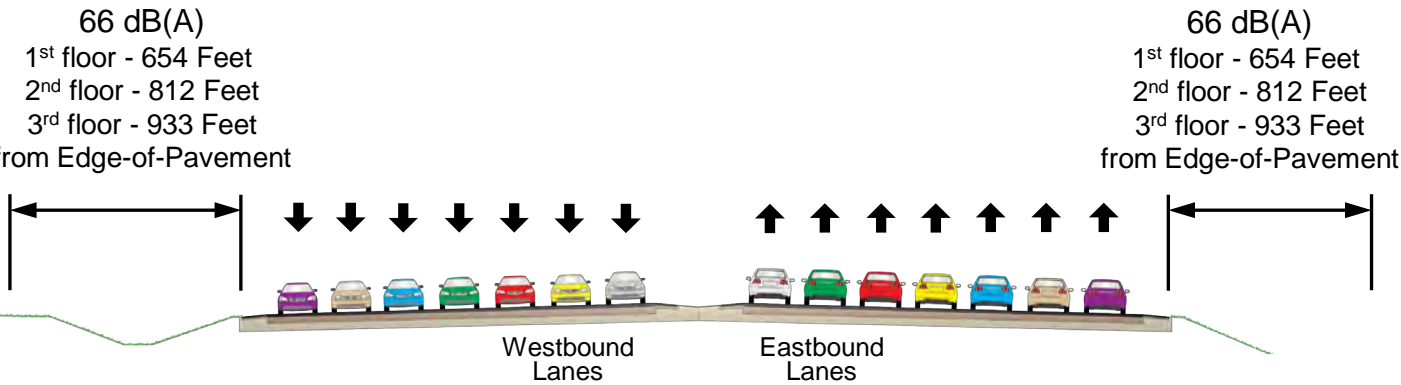 66 dB(A)
1st floor - 654 Feet
2nd floor - 812 Feet
3rd floor - 933 Feet
from Edge-of-Pavement
66 dB(A)
1st floor - 654 Feet
2nd floor - 812 Feet
3rd floor - 933 Feet
from Edge-of-Pavement
Westbound
Lanes
Eastbound
Lanes